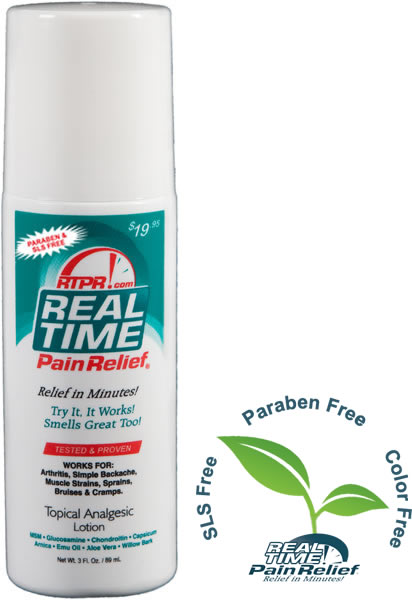 PARABEN &
SLS FREE
$19.95
RTPR!.com
REAL
TIME
Pain Relief®
Relief in Minutes!
Try It, It Works!
Smells Great Too!
TESTED & PROVEN
WORKS FOR:
Arthritis, Simple Backache,
Muscle Strains, Sprains,
Bruises & Cramps.
Topical Analgesic
Lotion
MSM • Glucosamine • Chondroitin • Capsicum
Arnica • Emu Oil • Aloe Vera • Willow Bark
Net Wt. 3 Fl. Oz. / 89 mL
SLS Free
Paraben Free
Color Free
REAL
TIME
Pain Relief
Relief in Minutes!